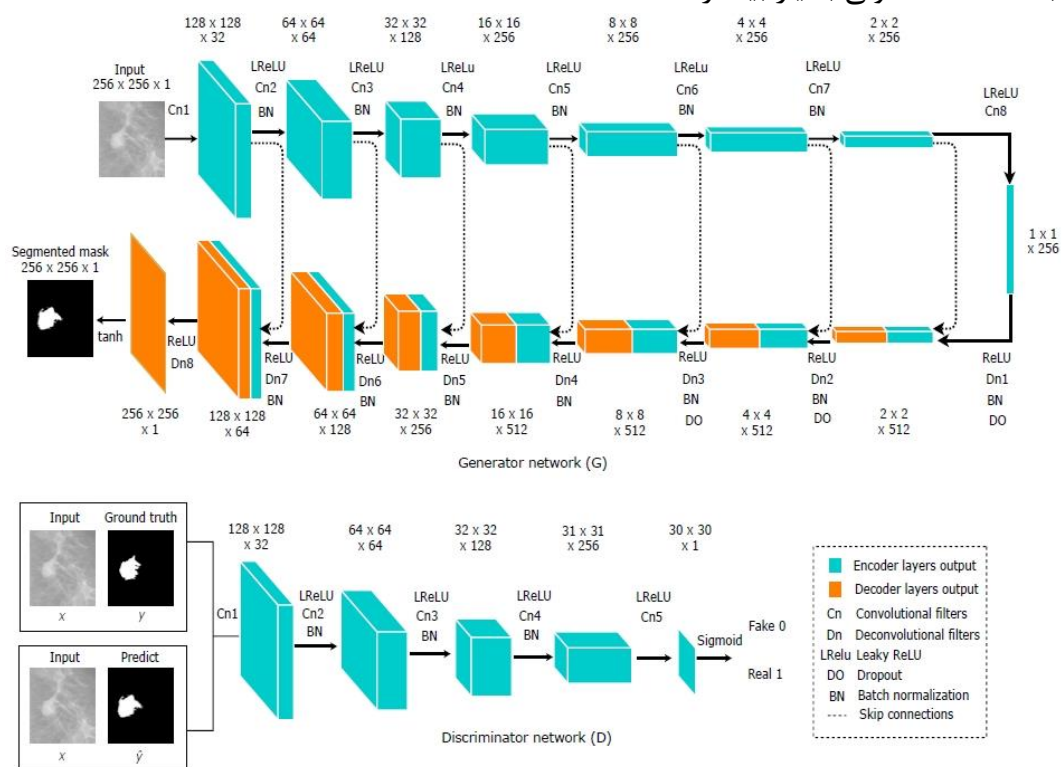 128 x 128
x 32
64 x 64
x 64
32 x 32
x 128
16 x 16
x 256
8 x 8
x 256
4 x 4
x 256
2 x 2
x 256
Input
256 x 256 x 1
Cn1
LReLU
Cn2
BN
LReLU
Cn3
BN
LReLu
Cn4
BN
LReLU
Cn5
BN
LReLu
Cn6
BN
LReLU
Cn7
BN
LReLU
Cn8
1 x 1
x 256
Segmented mask
256 x 256 x 1
tanh
ReLU
Dn8
ReLU
Dn7
BN
ReLU
Dn6
BN
ReLU
Dn5
BN
ReLU
Dn4
BN
ReLU
Dn3
BN
DO
ReLU
Dn2
BN
DO
ReLU
Dn1
BN
DO
256 x 256
x 1
128 x 128
x 64
64 x 64
x 128
32 x 32
x 256
16 x 16
x 512
8 x 8
x 512
4 x 4
x 512
2 x 2
x 512
Generator network (G)
Input Ground truth
x y
Input Predict
x ŷ
Cn1
128 x 128
x 32
64 x 64
x 64
32 x 32
x 128
31 x 31
x 256
30 x 30
x 1
LReLU
Cn2
BN
LReLU
Cn3
BN
LReLU
Cn4
BN
LReLU
Cn5
Sigmoid
Fake 0
Real 1
Discriminator network (D)
Encoder layers output
Decoder layers output
Cn Convolutional filters
Dn Deconvolutional filters
LRelu Leaky ReLU
DO Dropout
BN Batch normalization
Skip connections